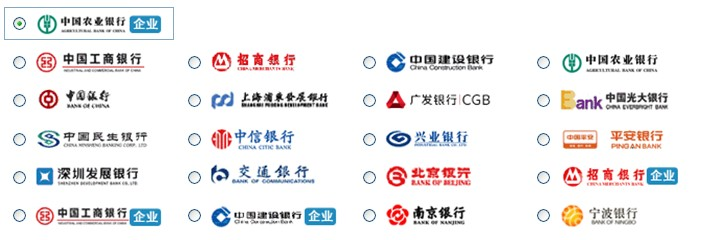 中国农业银行 企业
AGRICULTURAL BANK OF CHINA
中国工商银行
INDUSTRIAL AND COMMERCIAL BANK OF CHINA
招商银行
CHINA MERCHANTS BANK
中国建设银行
China Construction Bank
中国农业银行
AGRICULTURAL BANK OF CHINA
中国银行
BANK OF CHINA
上海浦东发展银行
SHANGHAI PUDONG DEVELOPMENT BANK
广发银行|CGB
Bank 中国光大银行
CHINA EVERBRIGHT BANK
中国民生银行
CHINA MINSHENG BANKING CORP. LTD
中信银行
CHINA CITIC BANK
兴业银行
INDUSTRIAL BANK CO.,LTD
中国平安 平安银行
PING AN BANK
深圳发展银行
SHENZHEN DEVELOPMENT BANK CO., LTD.
交通银行
BANK OF COMMUNICATIONS
北京银行
BANK OF BEIJING
招商银行 企业
CHINA MERCHANTS BANK
中国工商银行 企业
INDUSTRIAL AND COMMERCIAL BANK OF CHINA
中国建设银行 企业
China Construction Bank
南京银行
BANK OF NANJING
宁波银行
BANK OF NINGBO